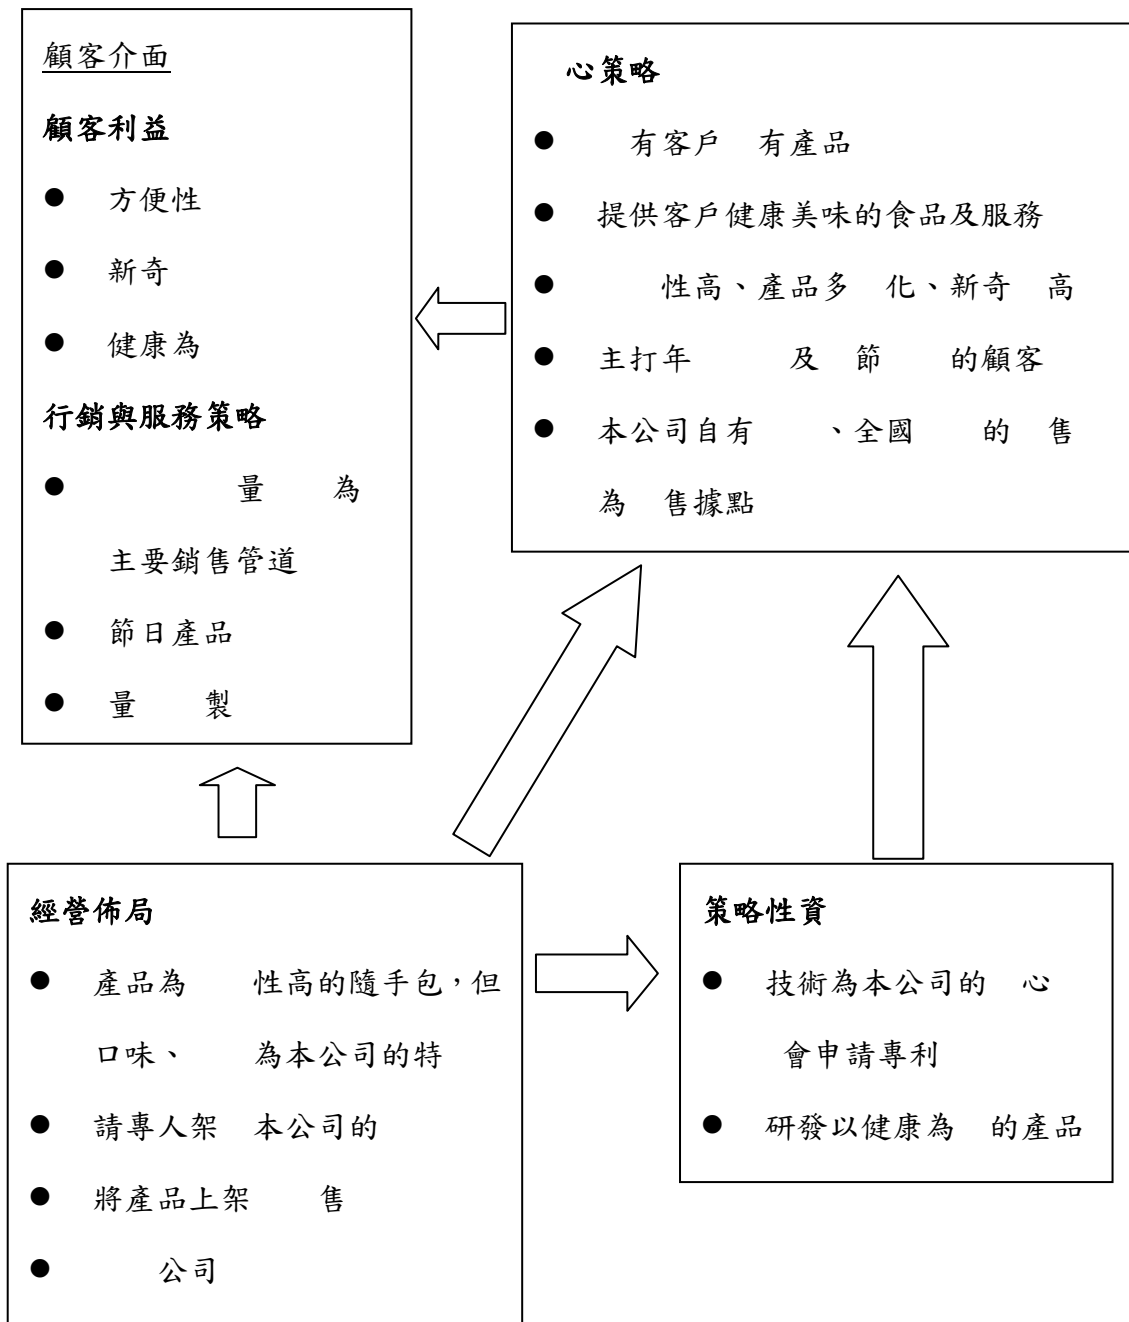 顧客介面
顧客利益
● 方便性
● 新奇
● 健康為
行銷與服務策略
● 量 為
主要銷售管道
● 節日產品
● 量 製
心策略
● 有客戶 有產品
● 提供客戶健康美味的食品及服務
● 性高、產品多 化、新奇 高
● 主打年 及 節 的顧客
● 本公司自有 、全國 的 售
為 售據點
經營佈局
● 產品為 性高的隨手包,但
口味、 為本公司的特
● 請專人架 本公司的
● 將產品上架 售
● 公司
策略性資
● 技術為本公司的 心
會申請專利
● 研發以健康為 的產品